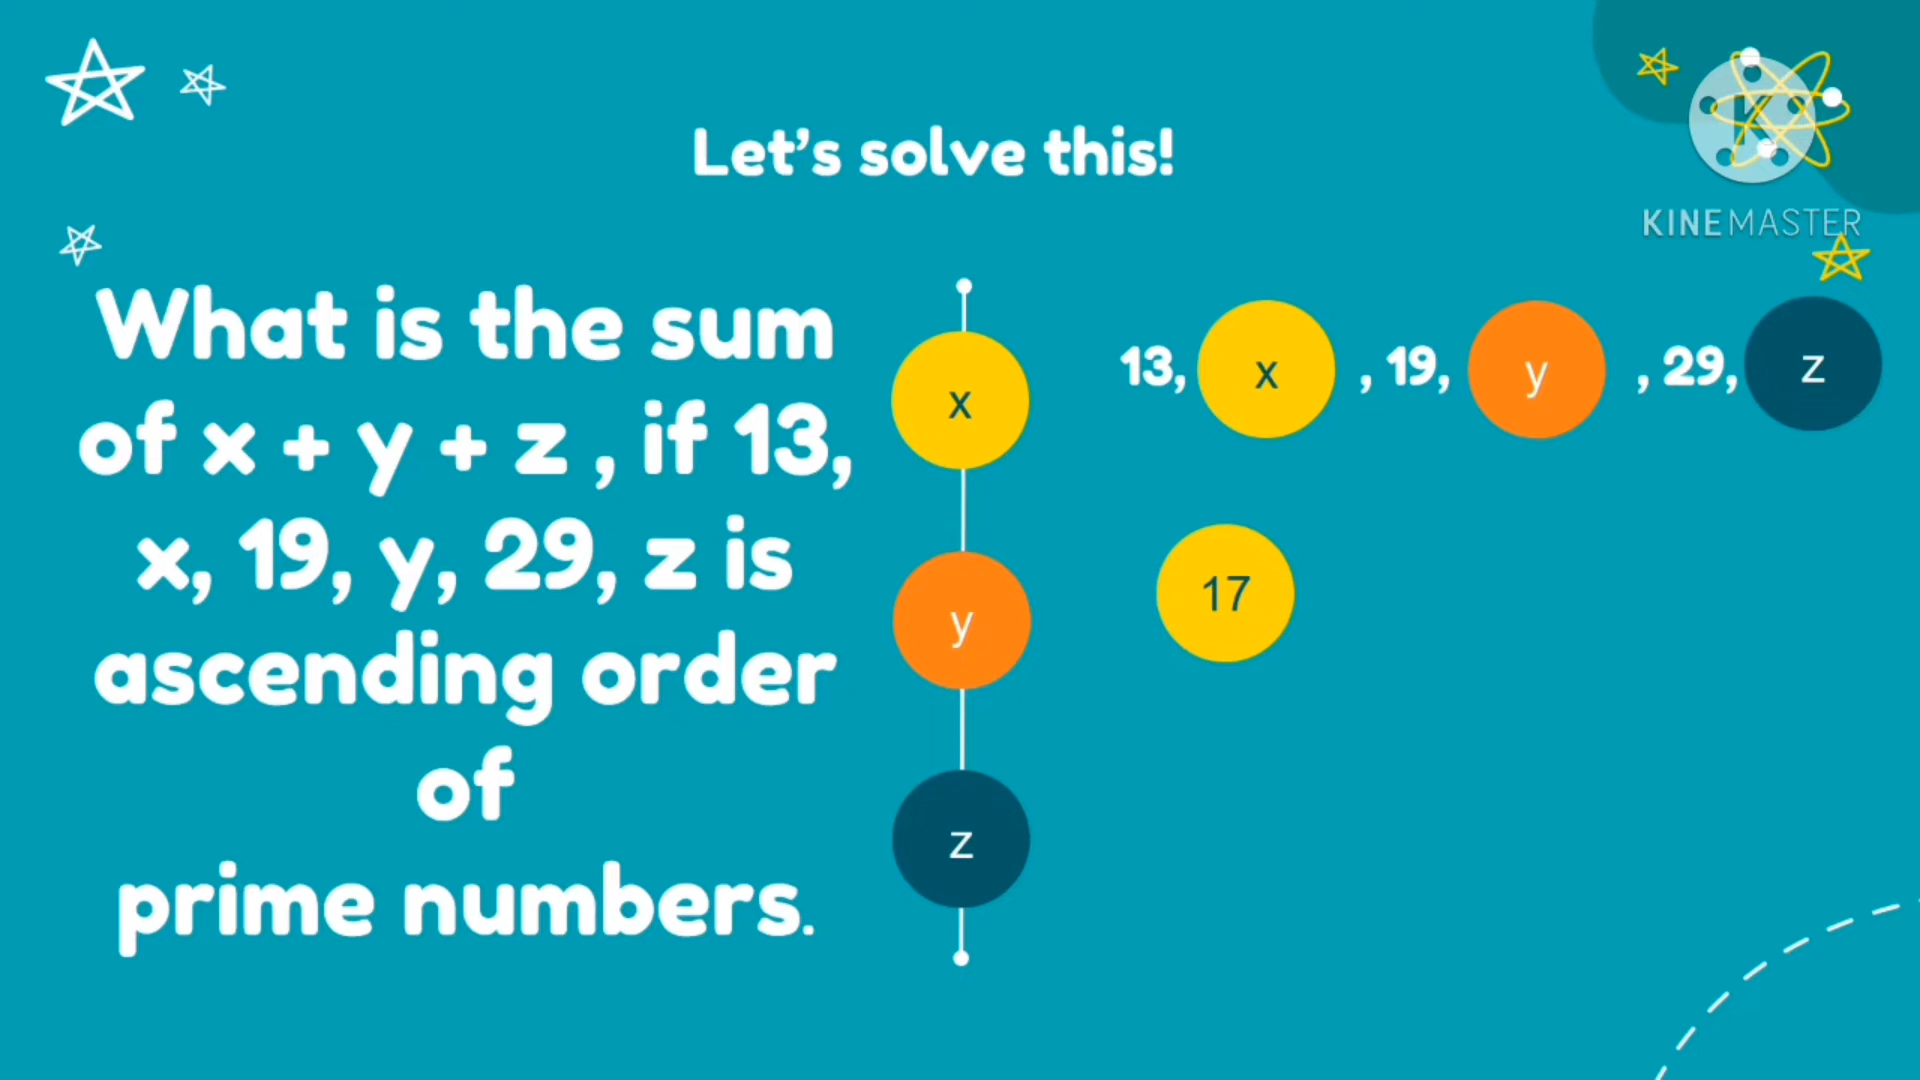 Let's solve this!
KINEMASTER
What is the sum
of x + y + z , if 13,
x, 19, y, 29, z is
ascending order
of
prime numbers.
x
y
z
13, x , 19, y , 29, z
17